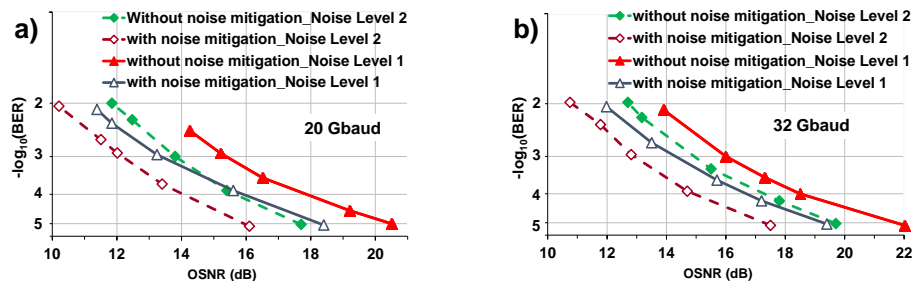 a)
Without noise mitigation_Noise Level 2
with noise mitigation_Noise Level 2
without noise mitigation_Noise Level 1
with noise mitigation_Noise Level 1
20 Gbaud
-log10(BER)
2
3
4
5
10 12 14 16 18 20
OSNR (dB)
b)
without noise mitigation_Noise Level 2
with noise mitigation_Noise Level 2
without noise mitigation_Noise Level 1
with noise mitigation_Noise Level 1
32 Gbaud
-log10(BER)
2
3
4
5
10 12 14 16 18 20 22
OSNR (dB)